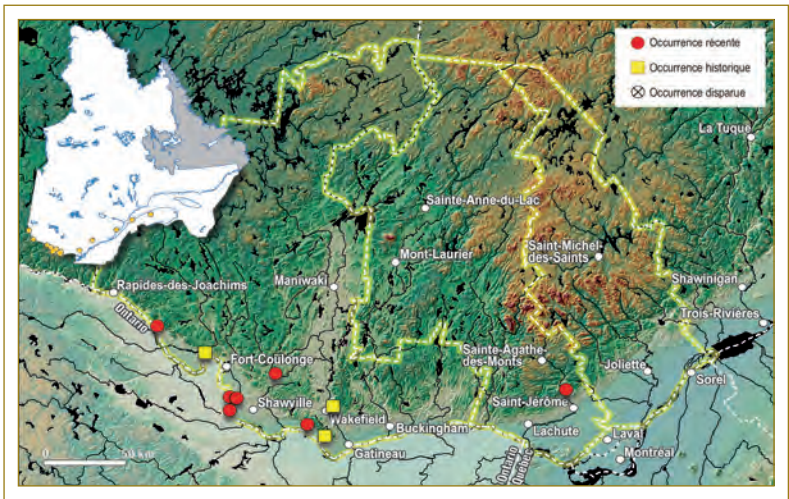 Occurrence récente
Occurrence historique
Occurrence disparue
La Tuque
Sainte-Anne-du-Lac
Mont-Laurier
Saint-Michel
des-Saints
Maniwaki
Rapides-des-Joachims
Shawinigan
Ontario
Trois-Rivières
Fort-Coulonge
Sainte-Agathe
des-Monts
Joliette
Sorel
Shawville
Saint-Jérôme
Wakefield
Buckingham
Lachute
Laval
Gatineau
Montréal
Ontario
Québec
0 50 km